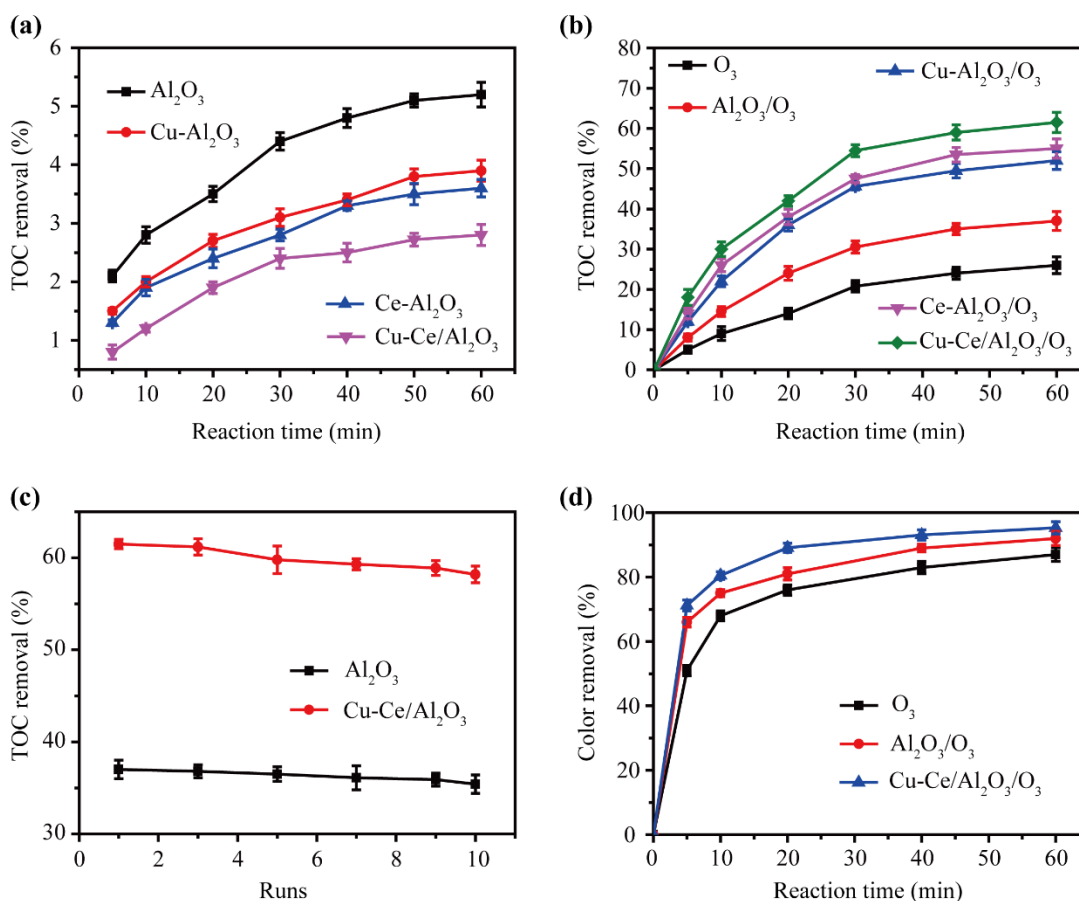 (a)
TOC removal (%)
6
5
4
3
2
1
Al₂O₃
Cu-Al₂O₃
Ce-Al₂O₃
Cu-Ce/Al₂O₃
0 10 20 30 40 50 60
Reaction time (min)
(b)
TOC removal (%)
80
70
60
50
40
30
20
10
0
O₃
Al₂O₃/O₃
Cu-Al₂O₃/O₃
Ce-Al₂O₃/O₃
Cu-Ce/Al₂O₃/O₃
0 10 20 30 40 50 60
Reaction time (min)
(c)
TOC removal (%)
60
50
40
30
Al₂O₃
Cu-Ce/Al₂O₃
0 2 4 6 8 10
Runs
(d)
Color removal (%)
100
80
60
40
20
0
O₃
Al₂O₃/O₃
Cu-Ce/Al₂O₃/O₃
0 10 20 30 40 50 60
Reaction time (min)